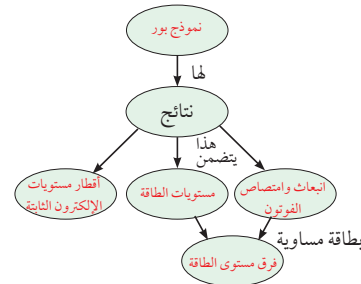 نموذج بور
لها
نتائج
هذا
يتضمن
أقطار مستويات
الإلكترون الثابتة
مستويات الطاقة
انبعاث وامتصاص
الفوتون
بطاقة مساوية
فرق مستوى الطاقة